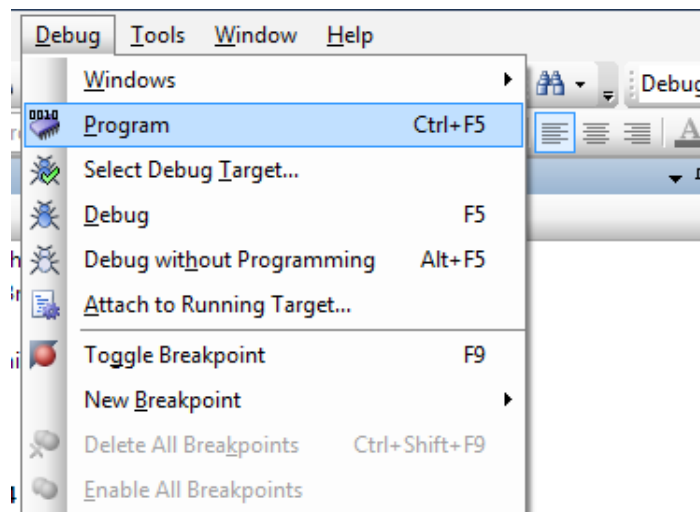 Debug Tools Window Help
Windows
Debug
0010
Program Ctrl+F5
Select Debug Target...
Debug F5
Debug without Programming Alt+F5
Attach to Running Target...
Toggle Breakpoint F9
New Breakpoint
Delete All Breakpoints Ctrl+Shift+F9
4
Enable All Breakpoints